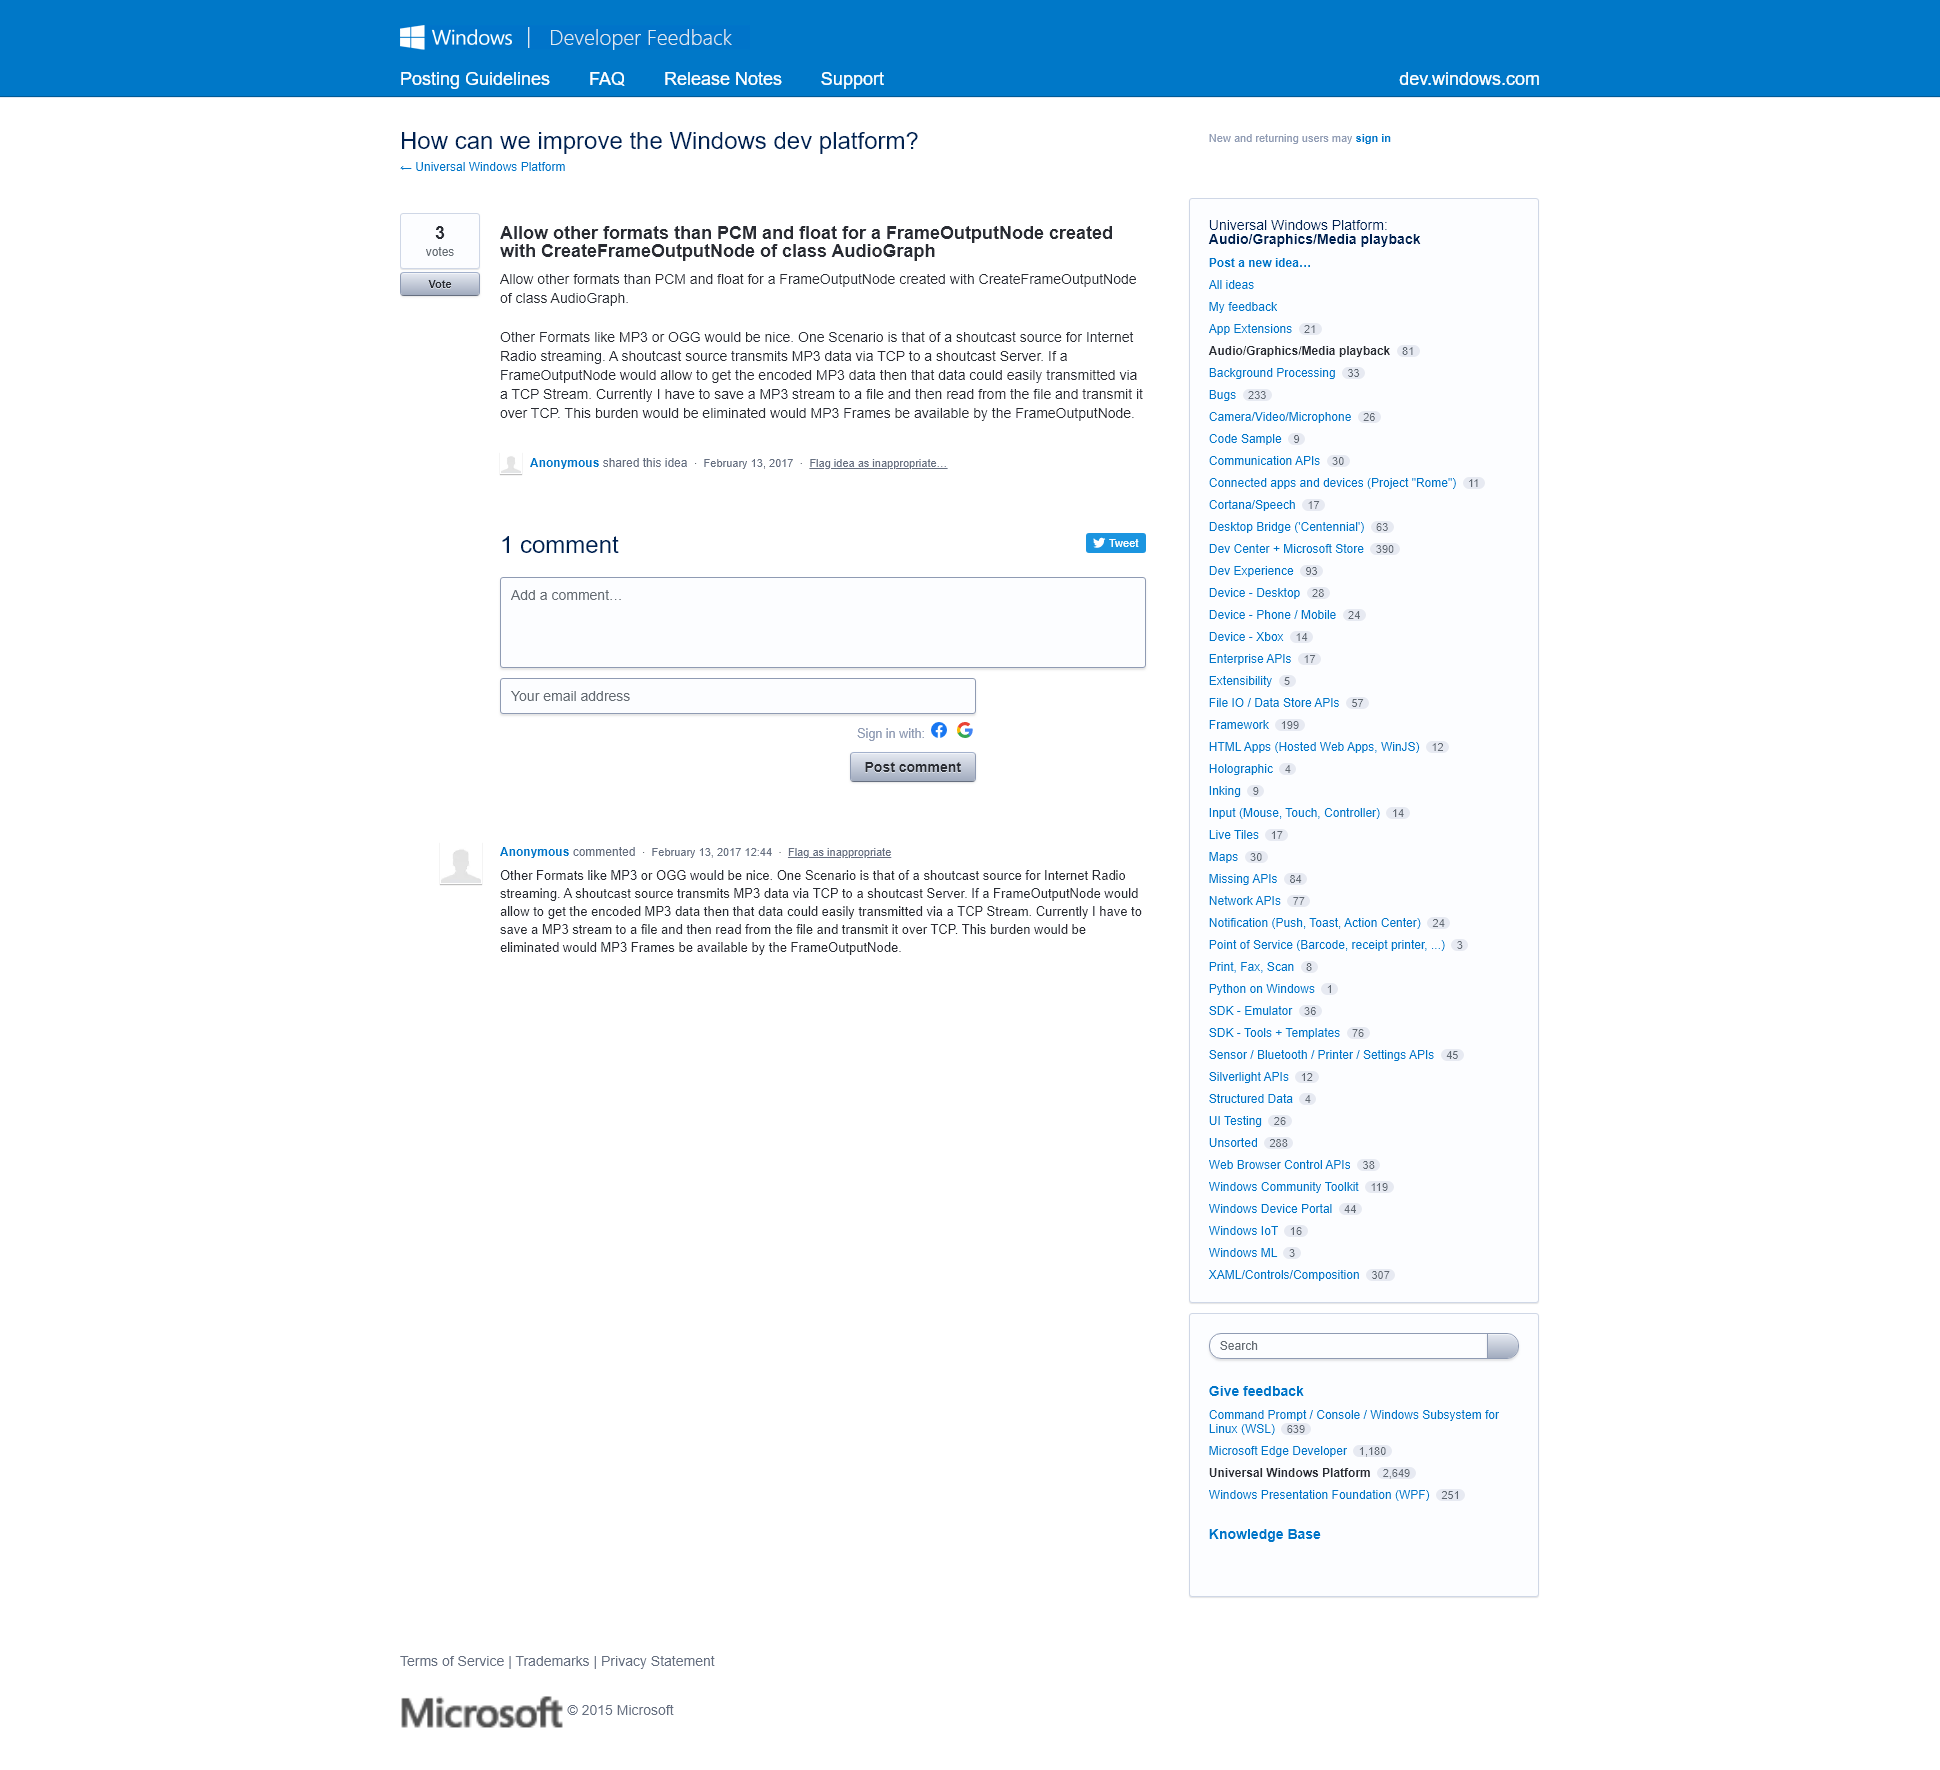 Windows | Developer Feedback
Posting Guidelines FAQ Release Notes Support dev.windows.com
How can we improve the Windows dev platform?
← Universal Windows Platform
New and returning users may sign in
3
votes
Vote
Allow other formats than PCM and float for a FrameOutputNode created
with CreateFrameOutputNode of class AudioGraph
Allow other formats than PCM and float for a FrameOutputNode created with CreateFrameOutputNode
of class AudioGraph.
Other Formats like MP3 or OGG would be nice. One Scenario is that of a shoutcast source for Internet
Radio streaming. A shoutcast source transmits MP3 data via TCP to a shoutcast Server. If a
FrameOutputNode would allow to get the encoded MP3 data then that data could easily transmitted via
a TCP Stream. Currently I have to save a MP3 stream to a file and then read from the file and transmit it
over TCP. This burden would be eliminated would MP3 Frames be available by the FrameOutputNode.
Anonymous shared this idea · February 13, 2017 · Flag idea as inappropriate…
1 comment
Tweet
Add a comment…
Your email address
Sign in with:
Post comment
Anonymous commented · February 13, 2017 12:44 · Flag as inappropriate
Other Formats like MP3 or OGG would be nice. One Scenario is that of a shoutcast source for Internet Radio
streaming. A shoutcast source transmits MP3 data via TCP to a shoutcast Server. If a FrameOutputNode would
allow to get the encoded MP3 data then that data could easily transmitted via a TCP Stream. Currently I have to
save a MP3 stream to a file and then read from the file and transmit it over TCP. This burden would be
eliminated would MP3 Frames be available by the FrameOutputNode.
Universal Windows Platform:
Audio/Graphics/Media playback
Post a new idea…
All ideas
My feedback
App Extensions 21
Audio/Graphics/Media playback 81
Background Processing 33
Bugs 233
Camera/Video/Microphone 26
Code Sample 9
Communication APIs 30
Connected apps and devices (Project "Rome") 11
Cortana/Speech 17
Desktop Bridge ('Centennial') 63
Dev Center + Microsoft Store 390
Dev Experience 93
Device - Desktop 28
Device - Phone / Mobile 24
Device - Xbox 14
Enterprise APIs 17
Extensibility 5
File IO / Data Store APIs 57
Framework 199
HTML Apps (Hosted Web Apps, WinJS) 12
Holographic 4
Inking 9
Input (Mouse, Touch, Controller) 14
Live Tiles 17
Maps 30
Missing APIs 84
Network APIs 77
Notification (Push, Toast, Action Center) 24
Point of Service (Barcode, receipt printer, ...) 3
Print, Fax, Scan 8
Python on Windows 1
SDK - Emulator 36
SDK - Tools + Templates 76
Sensor / Bluetooth / Printer / Settings APIs 45
Silverlight APIs 12
Structured Data 4
UI Testing 26
Unsorted 288
Web Browser Control APIs 38
Windows Community Toolkit 119
Windows Device Portal 44
Windows IoT 16
Windows ML 3
XAML/Controls/Composition 307
Search
Give feedback
Command Prompt / Console / Windows Subsystem for
Linux (WSL) 639
Microsoft Edge Developer 1,180
Universal Windows Platform 2,649
Windows Presentation Foundation (WPF) 251
Knowledge Base
Terms of Service | Trademarks | Privacy Statement
Microsoft © 2015 Microsoft